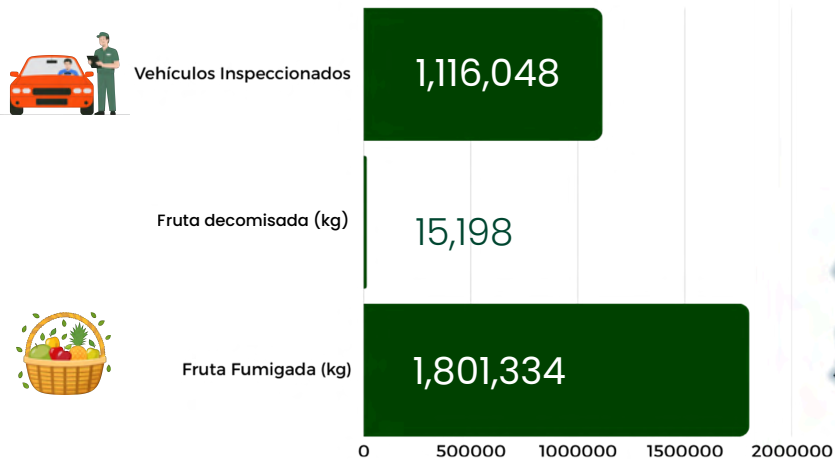 Vehículos Inspeccionados
1,116,048
Fruta decomisada (kg)
15,198
Fruta Fumigada (kg)
1,801,334
0 500000 1000000 1500000 2000000